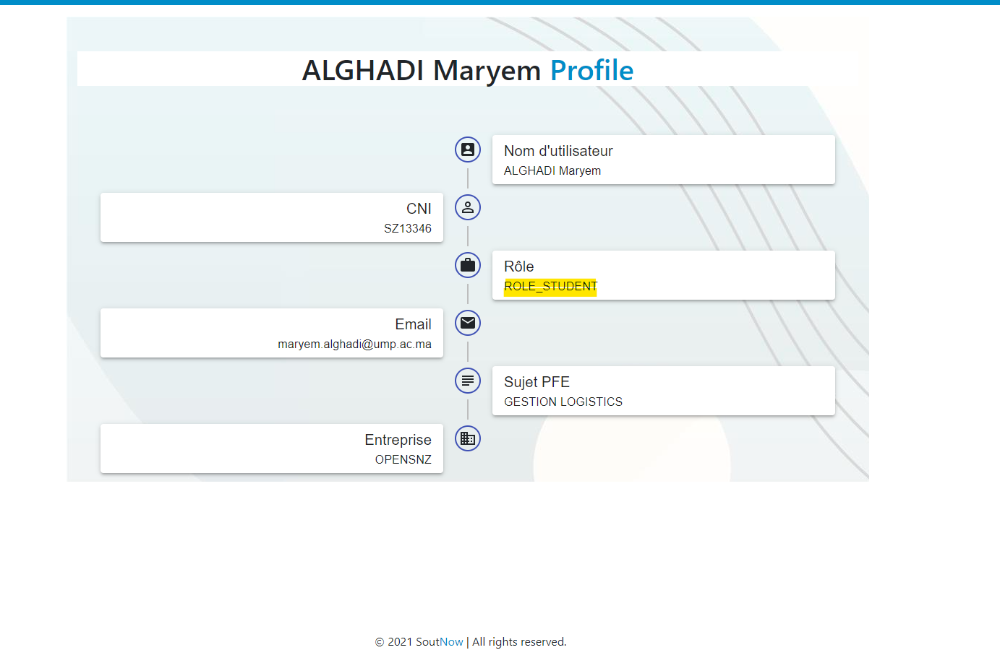 ALGHADI Maryem Profile
Nom d'utilisateur
ALGHADI Maryem
CNI
SZ13346
Rôle
ROLE_STUDENT
Email
maryem.alghadi@ump.ac.ma
Sujet PFE
GESTION LOGISTICS
Entreprise
OPENSNZ
© 2021 SoutNow | All rights reserved.